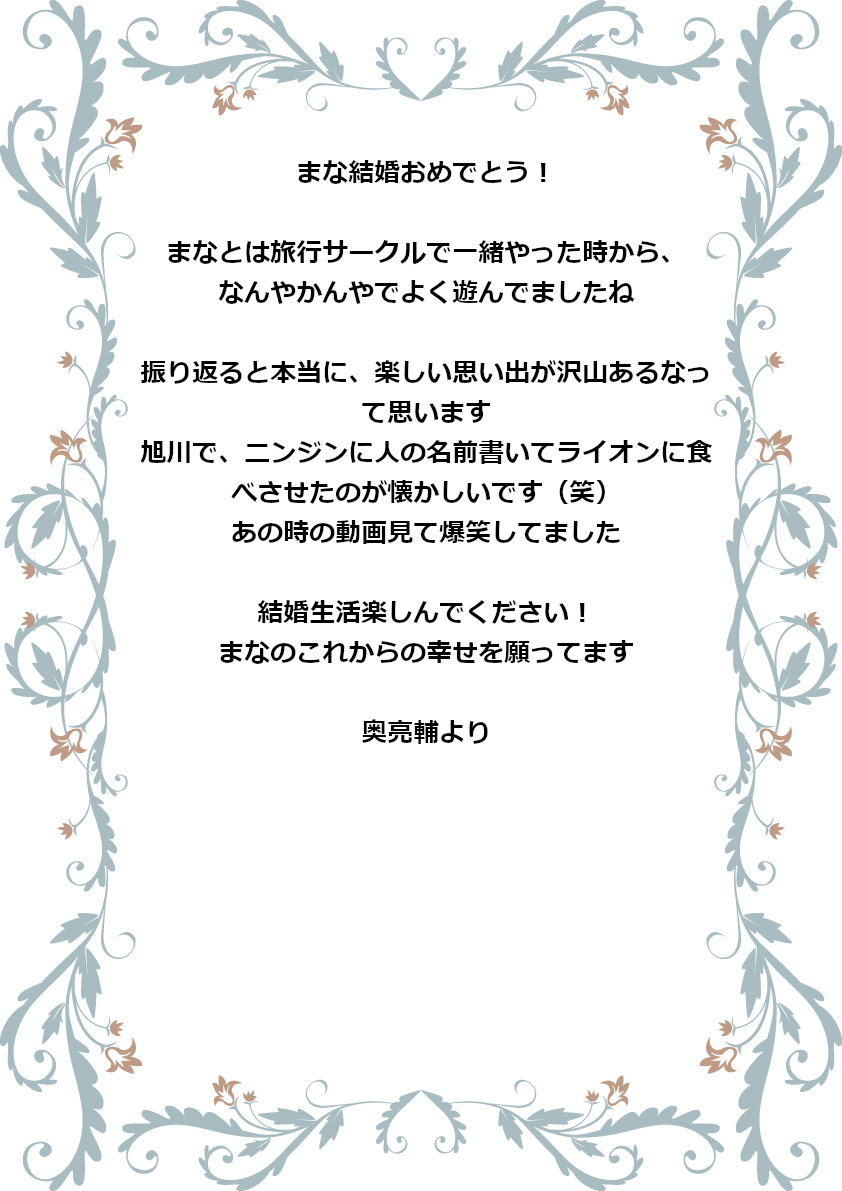 まな結婚おめでとう！
まなとは旅行サークルで一緒やった時から、
なんやかんやでよく遊んでましたね
振り返ると本当に、楽しい思い出が沢山あるなっ
て思います
旭川で、ニンジンに人の名前書いてライオンに食
べさせたのが懐かしいです（笑）
あの時の動画見て爆笑してました
結婚生活楽しんでください！
まなのこれからの幸せを願ってます
奥亮輔より